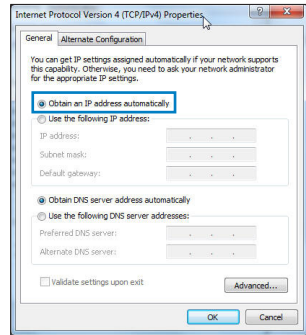 Internet Protocol Version 4 (TCP/IPv4) Properties
General
Alternate Configuration
You can get IP settings assigned automatically if your network supports
this capability. Otherwise, you need to ask your network administrator
for the appropriate IP settings.
Obtain an IP address automatically
Use the following IP address:
IP address:
Subnet mask:
Default gateway:
Obtain DNS server address automatically
Use the following DNS server addresses:
Preferred DNS server:
Alternate DNS server:
Validate settings upon exit
Advanced...
OK
Cancel